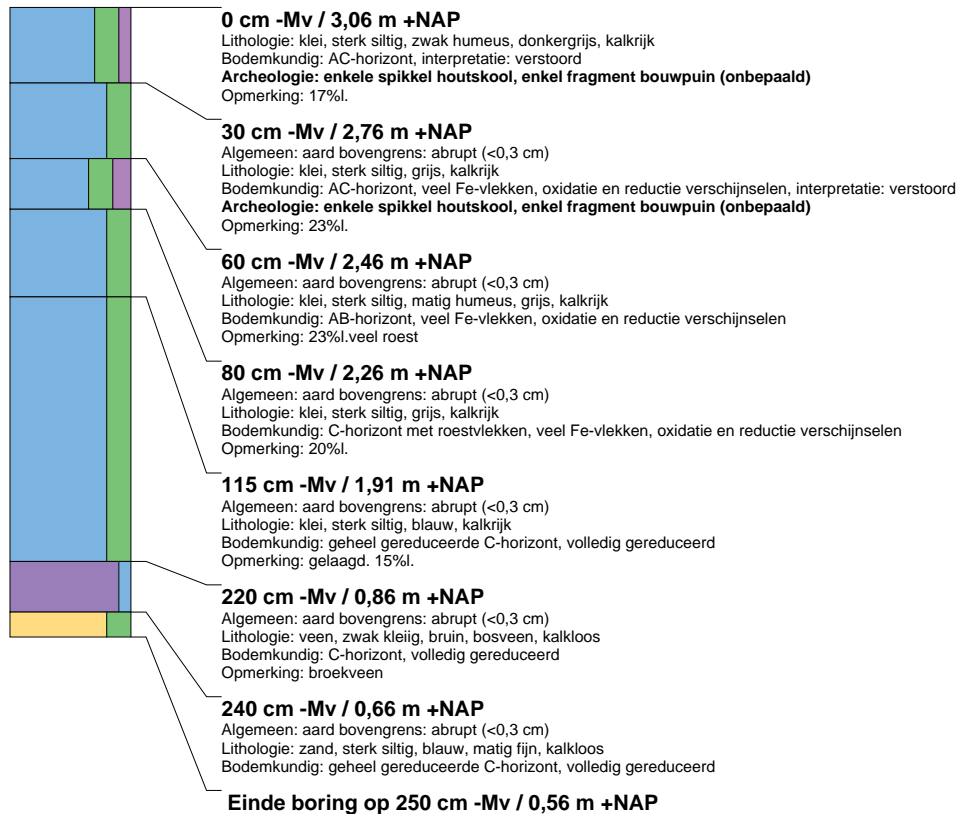 0 cm -Mv / 3,06 m +NAP
Lithologie: klei, sterk siltig, zwak humeus, donkergrijs, kalkrijk
Bodemkundig: AC-horizont, interpretatie: verstoord
Archeologie: enkele spikkel houtskool, enkel fragment bouwpuin (onbepaald)
Opmerking: 17%l.
30 cm -Mv / 2,76 m +NAP
Algemeen: aard bovengrens: abrupt (<0,3 cm)
Lithologie: klei, sterk siltig, grijs, kalkrijk
Bodemkundig: AC-horizont, veel Fe-vlekken, oxidatie en reductie verschijnselen, interpretatie: verstoord
Archeologie: enkele spikkel houtskool, enkel fragment bouwpuin (onbepaald)
Opmerking: 23%l.
60 cm -Mv / 2,46 m +NAP
Algemeen: aard bovengrens: abrupt (<0,3 cm)
Lithologie: klei, sterk siltig, matig humeus, grijs, kalkrijk
Bodemkundig: AB-horizont, veel Fe-vlekken, oxidatie en reductie verschijnselen
Opmerking: 23%l.veel roest
80 cm -Mv / 2,26 m +NAP
Algemeen: aard bovengrens: abrupt (<0,3 cm)
Lithologie: klei, sterk siltig, grijs, kalkrijk
Bodemkundig: C-horizont met roestvlekken, veel Fe-vlekken, oxidatie en reductie verschijnselen
Opmerking: 20%l.
115 cm -Mv / 1,91 m +NAP
Algemeen: aard bovengrens: abrupt (<0,3 cm)
Lithologie: klei, sterk siltig, blauw, kalkrijk
Bodemkundig: geheel gereduceerde C-horizont, volledig gereduceerd
Opmerking: gelaagd. 15%l.
220 cm -Mv / 0,86 m +NAP
Algemeen: aard bovengrens: abrupt (<0,3 cm)
Lithologie: veen, zwak kleiig, bruin, bosveen, kalkloos
Bodemkundig: C-horizont, volledig gereduceerd
Opmerking: broekveen
240 cm -Mv / 0,66 m +NAP
Algemeen: aard bovengrens: abrupt (<0,3 cm)
Lithologie: zand, sterk siltig, blauw, matig fijn, kalkloos
Bodemkundig: geheel gereduceerde C-horizont, volledig gereduceerd
Einde boring op 250 cm -Mv / 0,56 m +NAP